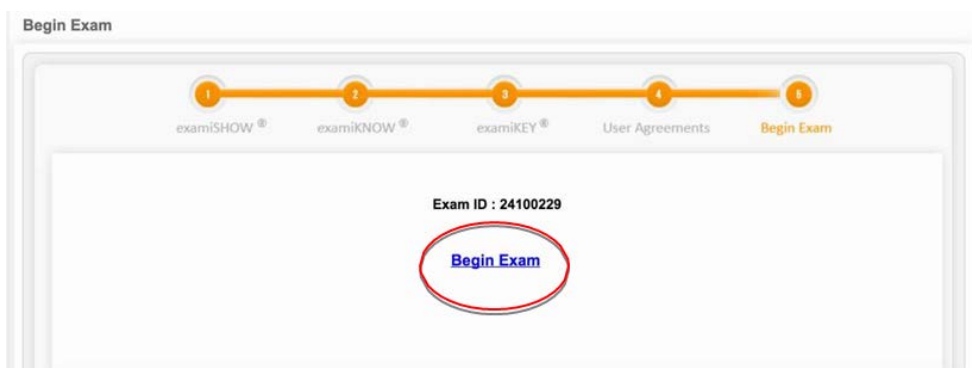 Begin Exam
1 2 3 4 5
examiSHOW ® examiKNOW ® examiKEY ® User Agreements Begin Exam
Exam ID : 24100229
Begin Exam